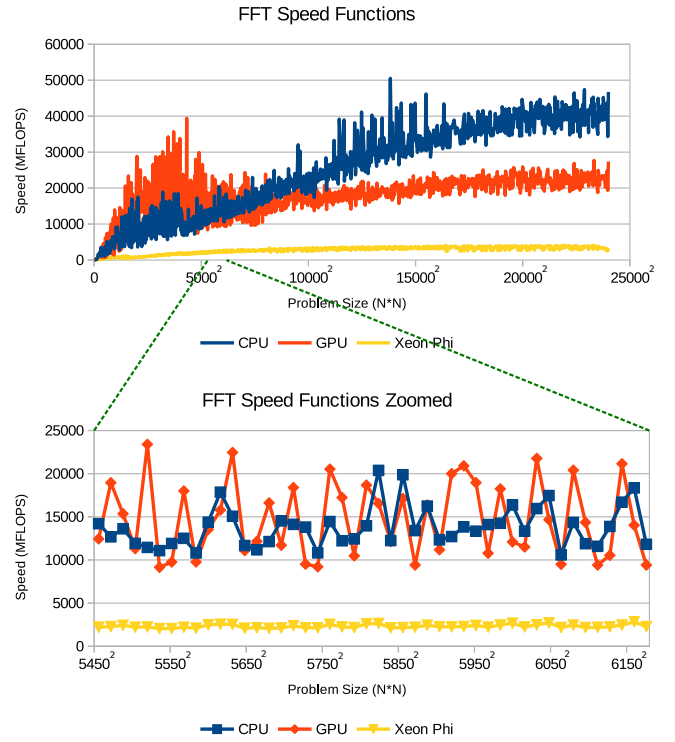 FFT Speed Functions
60000
50000
40000
30000
20000
10000
0
Speed (MFLOPS)
0 5000² 10000² 15000² 20000² 25000²
Problem Size (N*N)
CPU GPU Xeon Phi
FFT Speed Functions Zoomed
25000
20000
15000
10000
5000
0
Speed (MFLOPS)
5450² 5550² 5650² 5750² 5850² 5950² 6050² 6150²
Problem Size (N*N)
CPU GPU Xeon Phi